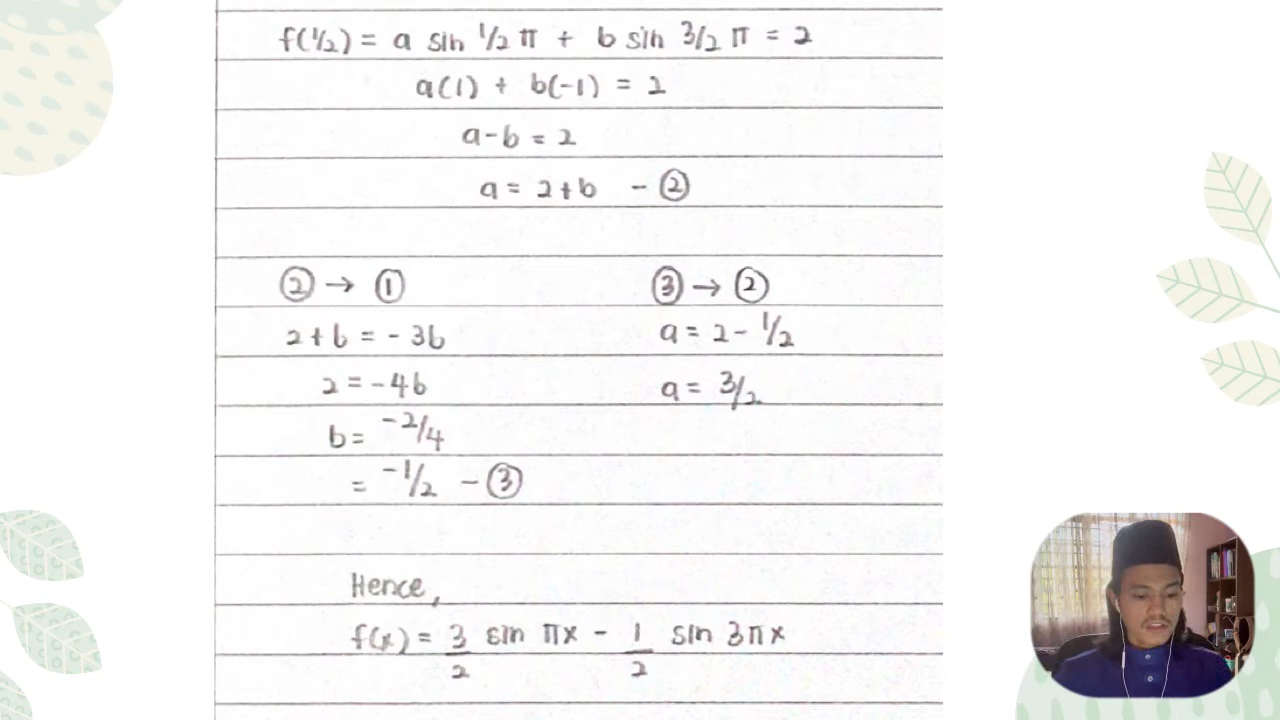 f(1/2) = a sin 1/2 π + b sin 3/2 π = 2
a(1) + b(-1) = 2
a-b = 2
a = 2+b - ②
② → ①
2+b = -3b
2 = -4b
b = -2/4
= -1/2 - ③
③ → ②
a = 2 - 1/2
a = 3/2
Hence,
f(x) = 3/2 sin πx - 1/2 sin 3πx